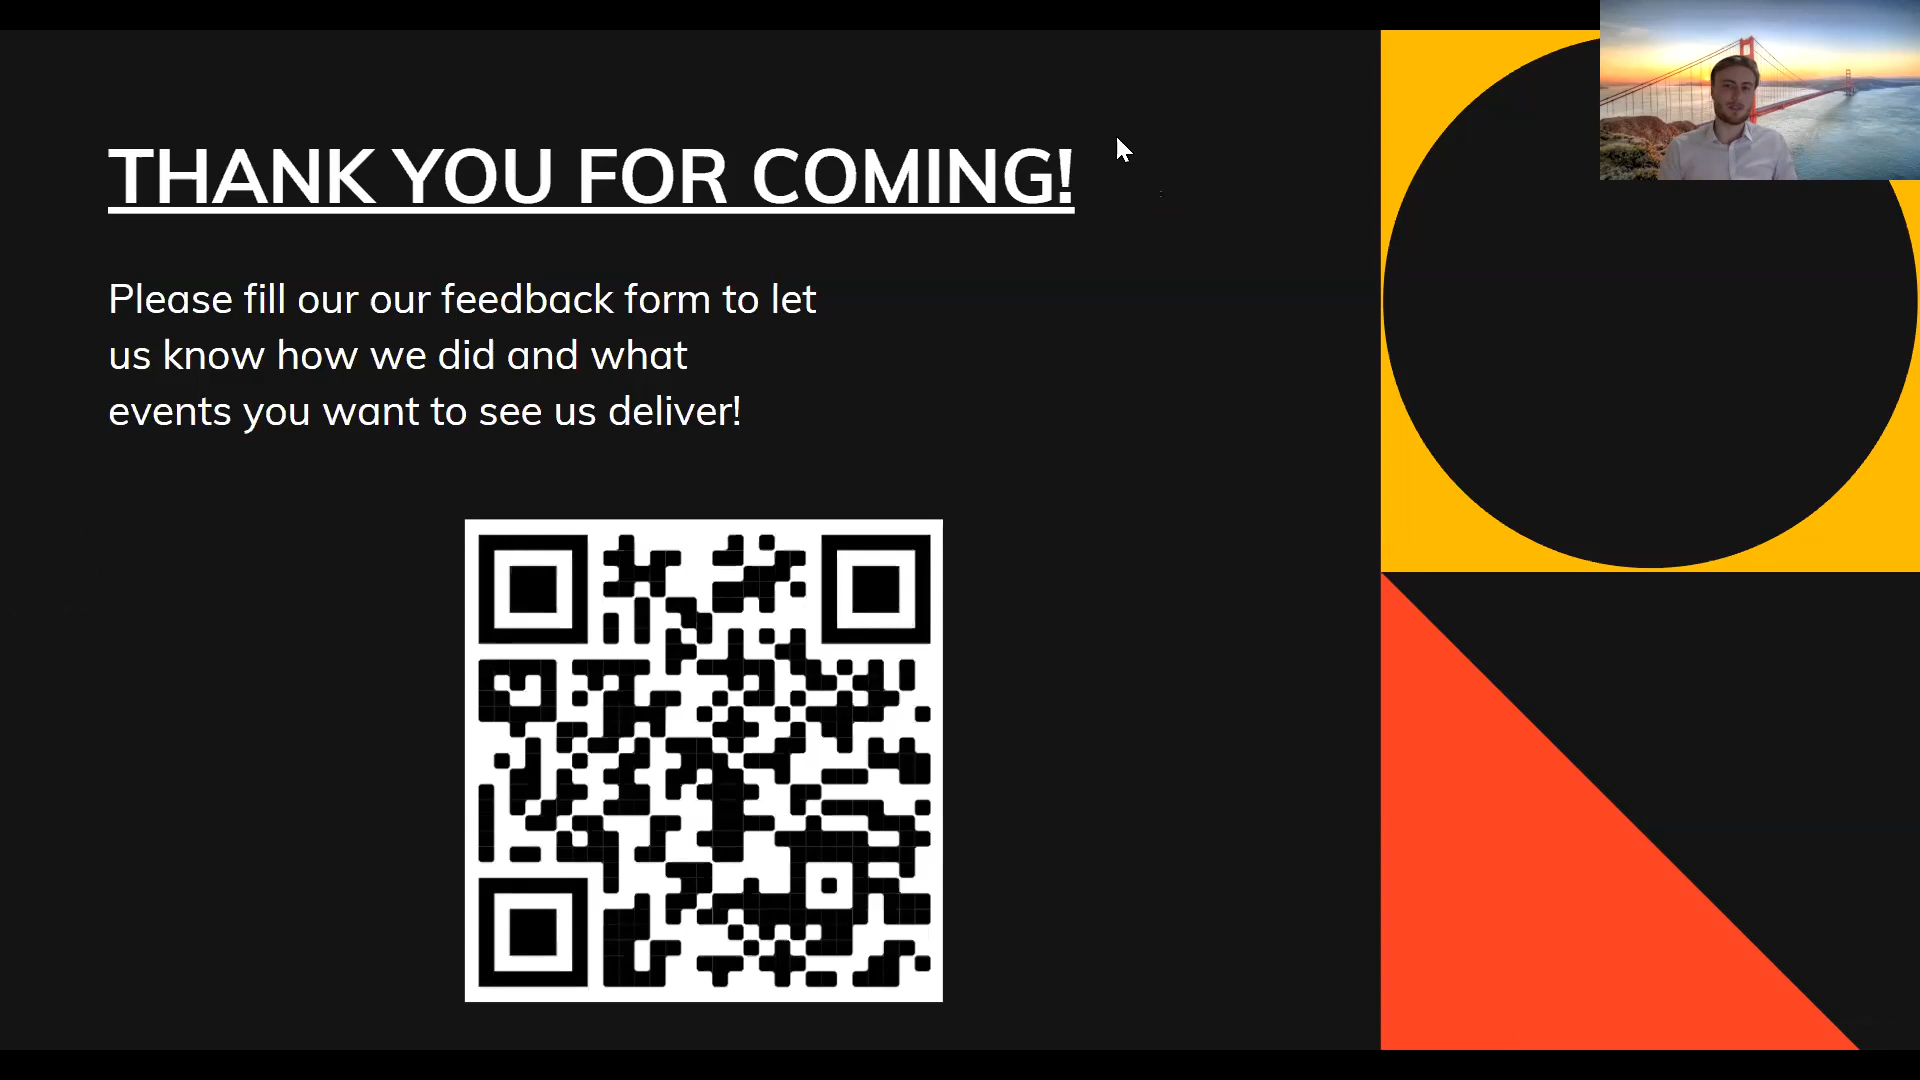 THANK YOU FOR COMING!
Please fill our our feedback form to let
us know how we did and what
events you want to see us deliver!